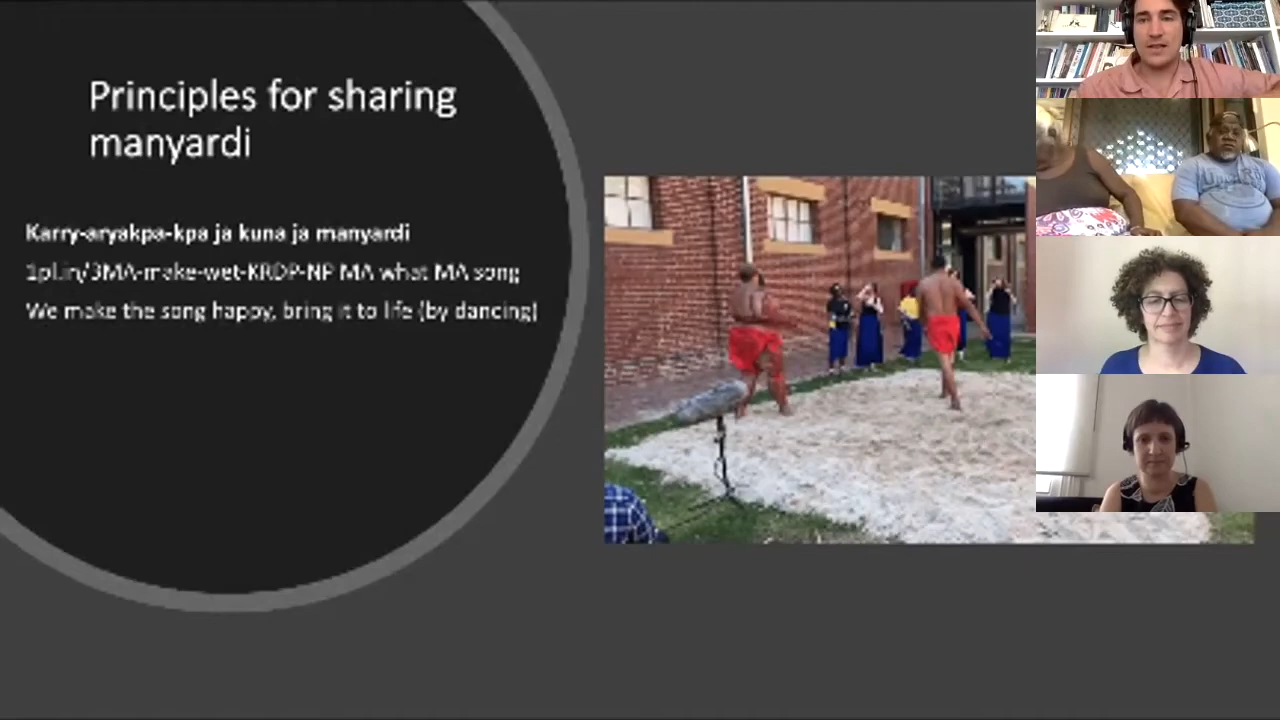 Principles for sharing
manyardi
Karry-aryakpa-kpa ja kuna ja manyardi
1pl.in/3MA-make-wet-KRDP-NP MA what MA song
We make the song happy, bring it to life (by dancing)